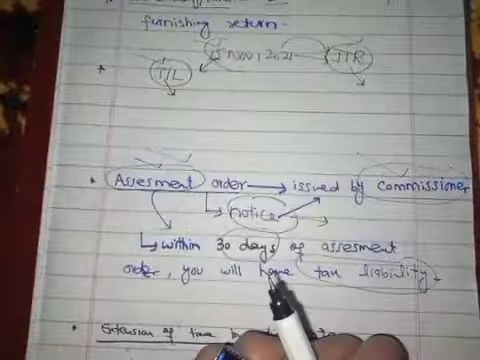 furnishing return.
15 Nov, 2021 ITR
T/L
Assesment order → issued by commissioner
notice →
within 30 days of assesment
order, you will have tax liability
Extension of time